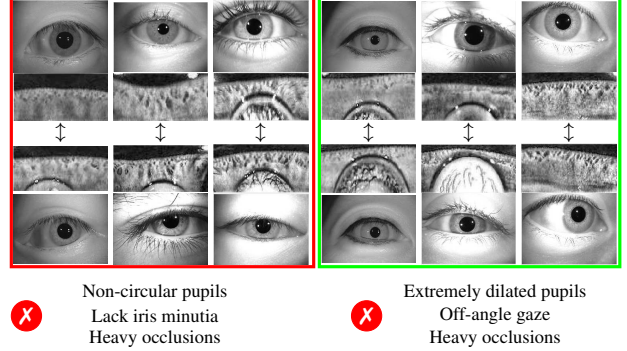 Non-circular pupils
Lack iris minutia
Heavy occlusions
Extremely dilated pupils
Off-angle gaze
Heavy occlusions